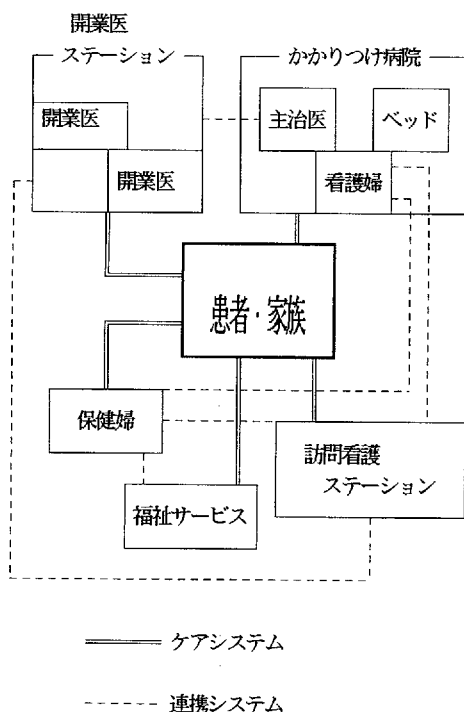 開業医
ステーション
かかりつけ病院
開業医
主治医
ベッド
開業医
看護婦
患者・家族
保健婦
訪問看護
ステーション
福祉サービス
ケアシステム
連携システム